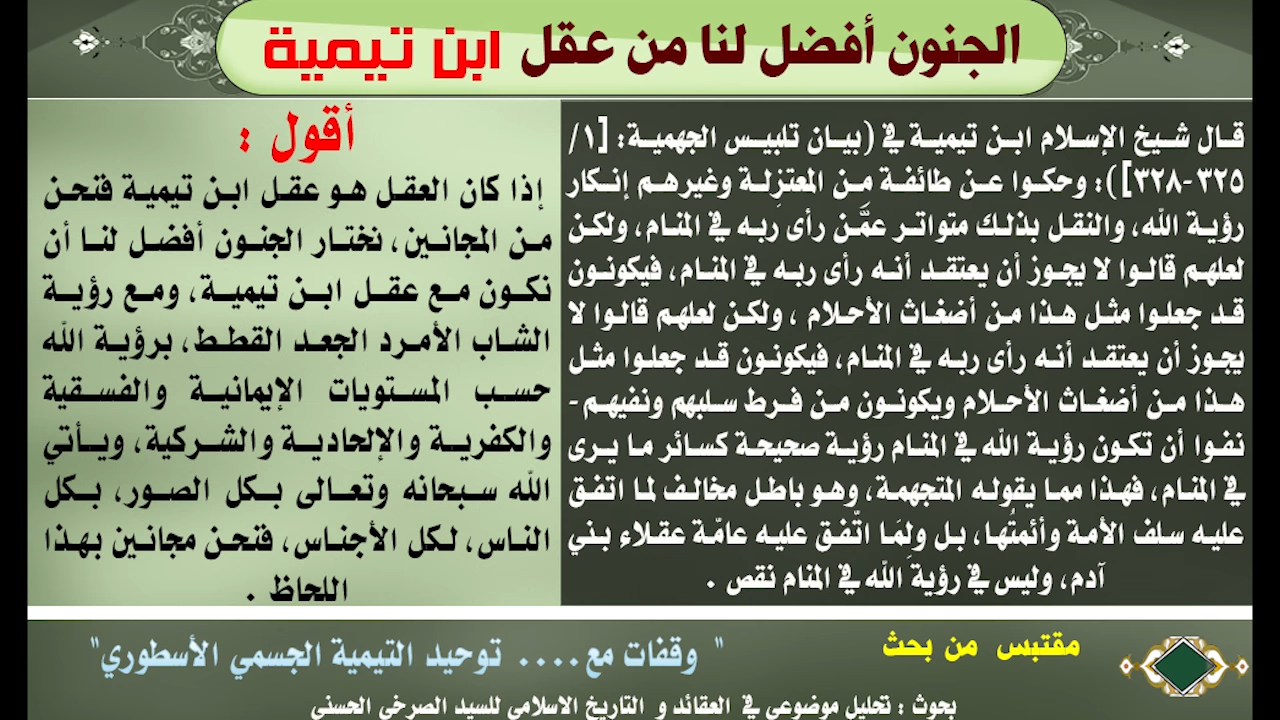 الجنون أفضل لنا من عقل ابن تيمية
قال شيخ الإسلام ابن تيمية في (بيان تلبيس الجهمية: [١/
٣٢٥-٣٢٨]): وحكوا عن طائفة من المعتزلة وغيرهم إنكار
رؤية الله، والنقل بذلك متواتر عمَّن رأى ربه في المنام، ولكن
لعلهم قالوا لا يجوز أن يعتقد أنه رأى ربه في المنام، فيكونون
قد جعلوا مثل هذا من أضغاث الأحلام ، ولكن لعلهم قالوا لا
يجوز أن يعتقد أنه رأى ربه في المنام، فيكونون قد جعلوا مثل
هذا من أضغاث الأحلام ويكونون من فرط سلبهم ونفيهم-
نفوا أن تكون رؤية الله في المنام رؤية صحيحة كسائر ما يرى
في المنام، فهذا مما يقوله المتجهمة، وهو باطل مخالف لما اتفق
عليه سلف الأمة وأئمتُها، بل ولمَا اتّفق عليه عامّة عقلاء بني
آدم، وليس في رؤية الله في المنام نقص .
أقول :
إذا كان العقل هو عقل ابن تيمية فتحن
من المجانين، نختار الجنون أفضل لنا أن
نكون مع عقل ابن تيمية، ومع رؤية
الشاب الأمرد الجعد القطط، برؤية الله
حسب المستويات الإيمانية والفسقية
والكفرية والإلحادية والشركية، ويأتي
الله سبحانه وتعالى بكل الصور، بكل
الناس، لكل الأجناس، فتحن مجانين بهذا
اللحاظ .
مقتبس من بحث
" وقفات مع.... توحيد التيمية الجسمي الأسطوري"
بحوث : تحليل موضوعي في العقائد و التاريخ الاسلامي للسيد الصرخي الحسني